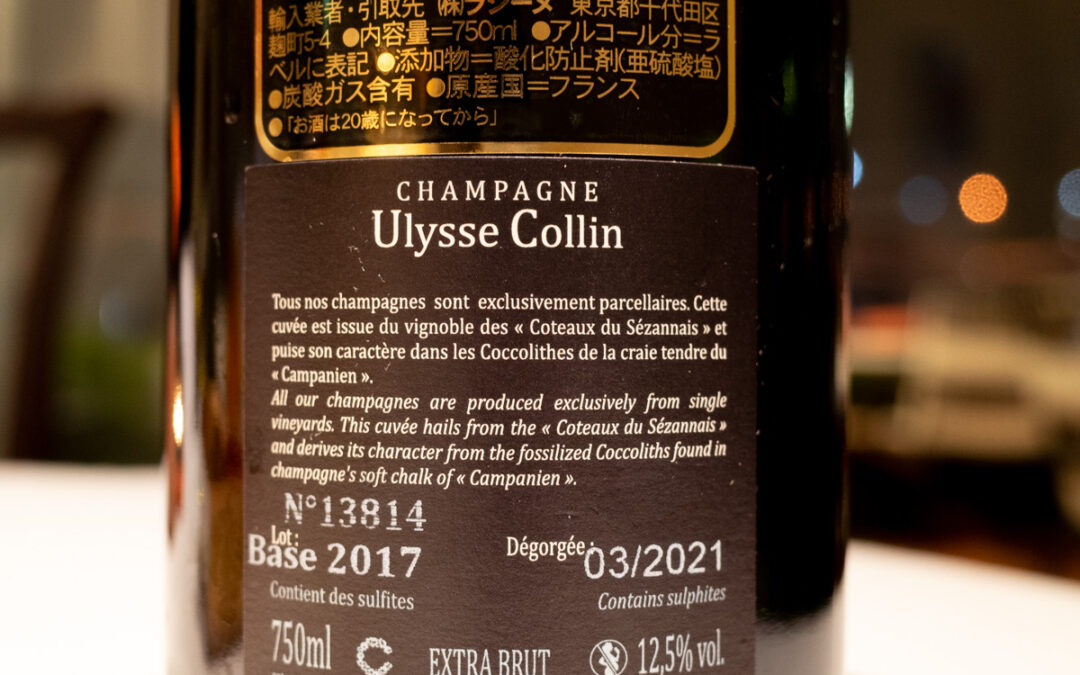 輸入業者・引取先 ㈱ラシーヌ 東京都千代田区
麹町5-4 ●内容量=750ml ●アルコール分=ラ
ベルに表記 ●添加物=酸化防止剤(亜硫酸塩)
●炭酸ガス含有 ●原産国=フランス
●「お酒は20歳になってから」
CHAMPAGNE
Ulysse Collin
Tous nos champagnes sont exclusivement parcellaires. Cette
cuvée est issue du vignoble des « Coteaux du Sézannais » et
puise son caractère dans les Coccolithes de la craie tendre du
« Campanien ».
All our champagnes are produced exclusively from single
vineyards. This cuvée hails from the « Coteaux du Sézannais »
and derives its character from the fossilized Coccoliths found in
champagne's soft chalk of « Campanien ».
N°13814
Lot :
Base 2017 Dégorgée : 03/2021
Contient des sulfites Contains sulphites
750ml EXTRA BRUT 12,5% vol.